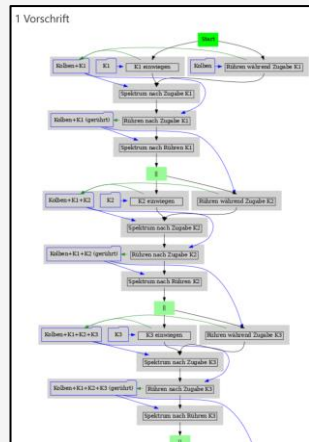 1 Vorschrift
Start
Kolben+K1 K1 K1 einwiegen Kolben Rühren während Zugabe K1
Spektrum nach Zugabe K1
Kolben+K1 (gerührt) Rühren nach Zugabe K1
Spektrum nach Rühren K1
||
Kolben+K1+K2 K2 K2 einwiegen Rühren während Zugabe K2
Spektrum nach Zugabe K2
Kolben+K1+K2 (gerührt) Rühren nach Zugabe K2
Spektrum nach Rühren K2
||
Kolben+K1+K2+K3 K3 K3 einwiegen Rühren während Zugabe K3
Spektrum nach Zugabe K3
Kolben+K1+K2+K3 (gerührt) Rühren nach Zugabe K3
Spektrum nach Rühren K3